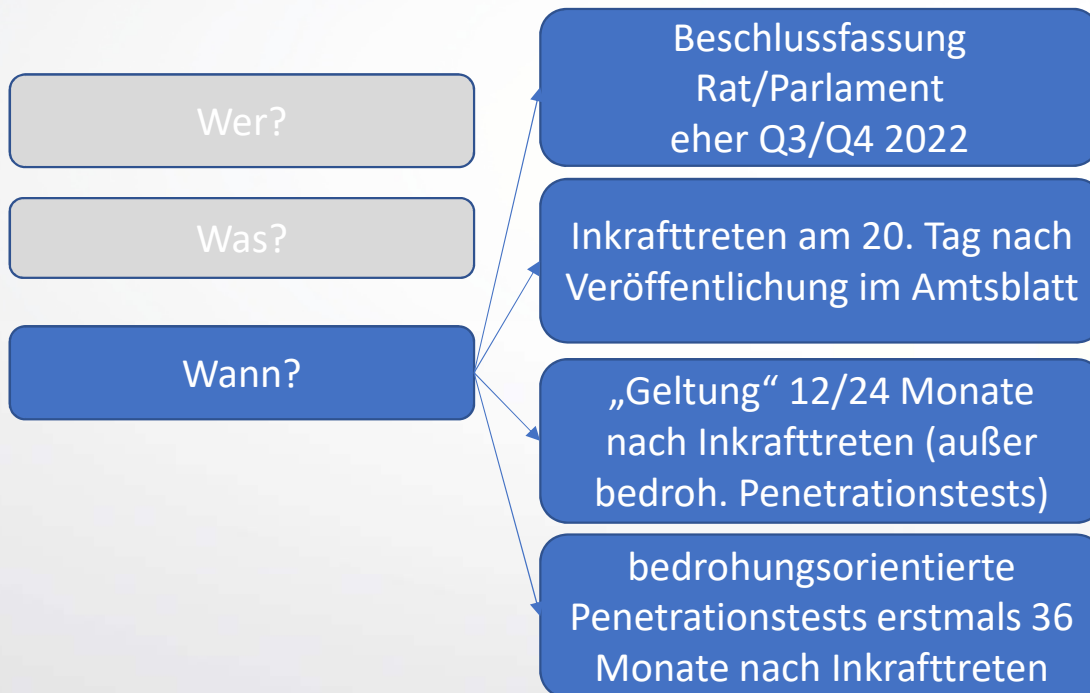 Wer?
Was?
Wann?
Beschlussfassung
Rat/Parlament
eher Q3/Q4 2022
Inkrafttreten am 20. Tag nach
Veröffentlichung im Amtsblatt
„Geltung“ 12/24 Monate
nach Inkrafttreten (außer
bedroh. Penetrationstests)
bedrohungsorientierte
Penetrationstests erstmals 36
Monate nach Inkrafttreten